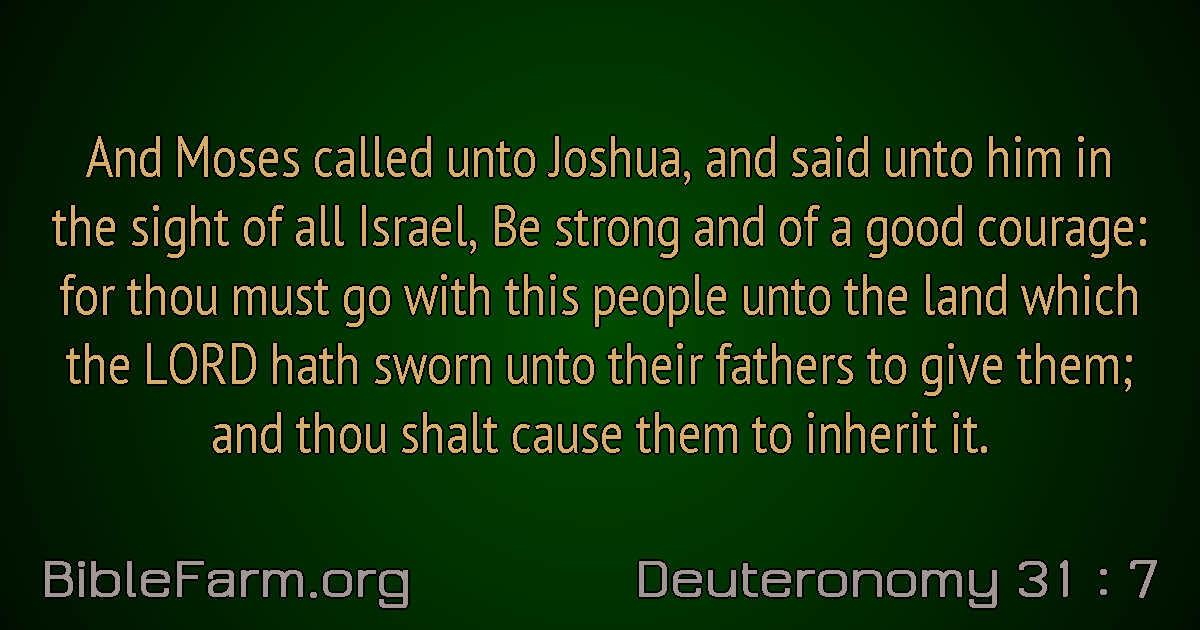 And Moses called unto Joshua, and said unto him in
the sight of all Israel, Be strong and of a good courage:
for thou must go with this people unto the land which
the LORD hath sworn unto their fathers to give them;
and thou shalt cause them to inherit it.
BibleFarm.org
Deuteronomy 31 : 7